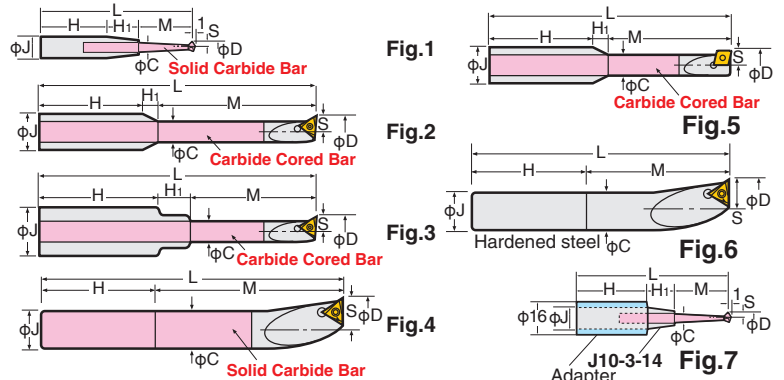 L
H H1 M 1 S
φJ φC φD
Solid Carbide Bar
Fig.1
L
H H1 M
φJ φC S φD
Carbide Cored Bar
Fig.2
L
H H1 M
φJ φC S φD
Carbide Cored Bar
Fig.3
L
H M
φJ φC S φD
Solid Carbide Bar
Fig.4
L
H H1 M
φJ φC S φD
Carbide Cored Bar
Fig.5
L
H M
φJ φC S φD
Hardened steel
Fig.6
L
H H1 M 1 S
φ16 φJ φC φD
J10-3-14
Adapter
Fig.7